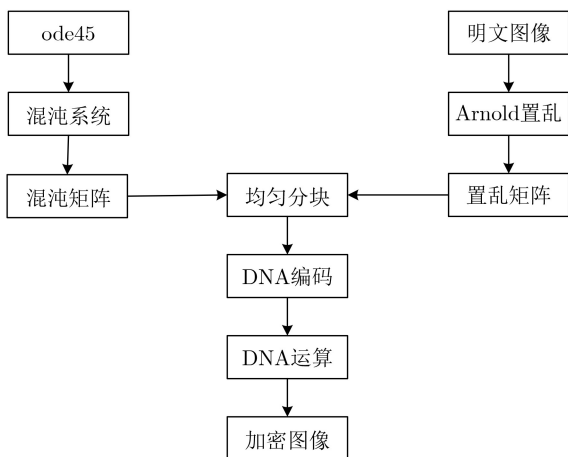 ode45
明文图像
混沌系统
Arnold置乱
混沌矩阵
均匀分块
置乱矩阵
DNA编码
DNA运算
加密图像